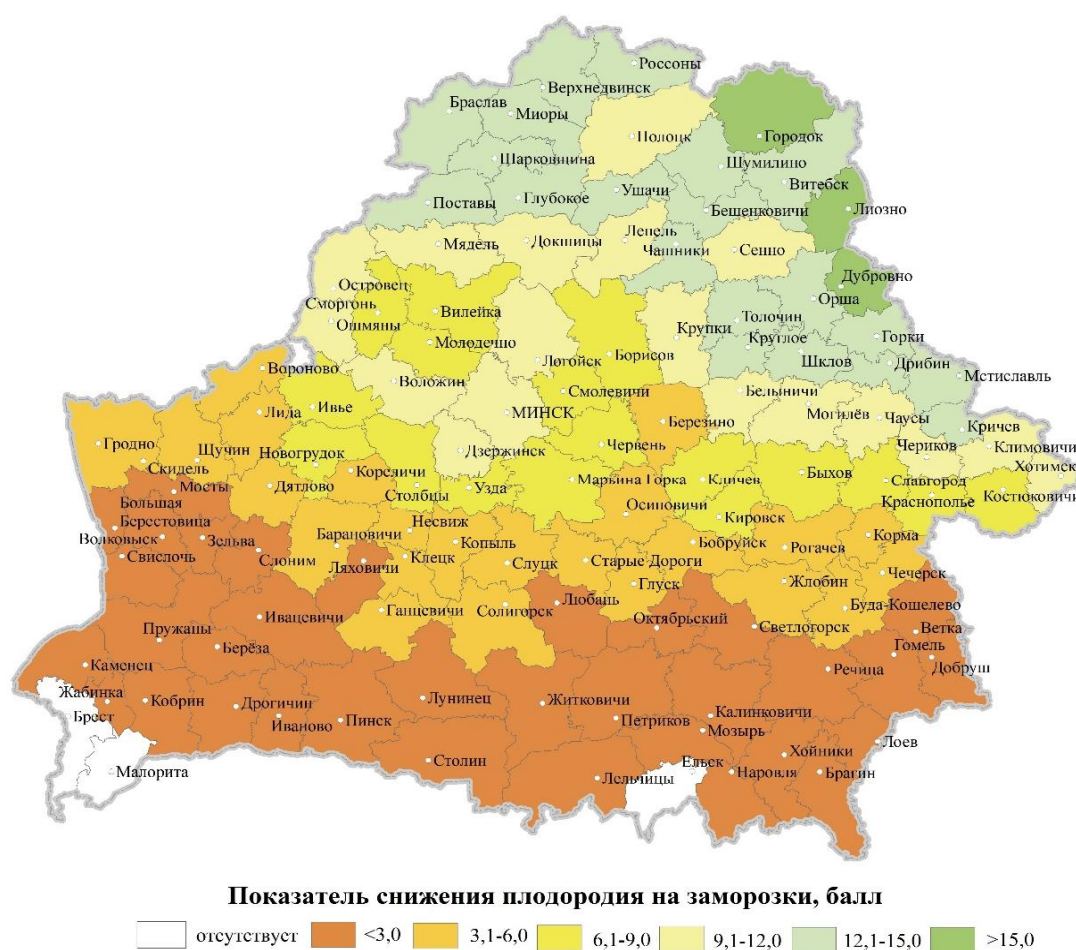 Россоны
Верхнедвинск
Браслав
Миоры
Полоцк
Городок
Шарковщина
Шумилино
Витебск
Ушачи
Глубокое
Поставы
Бешенковичи
Лиозно
Лепель
Докшицы
Мядель
Чашники
Сенно
Дубровно
Островец
Орша
Сморгонь
Вилейка
Ошмяны
Толочин
Крупки
Горки
Молодечно
Круглое
Борисов
Логойск
Шклов
Дрибин
Вороново
Мстиславль
Воложин
Смолевичи
Белыничи
Ивье
Лида
МИНСК
Могилёв
Чаусы
Березино
Кричев
Гродно
Щучин
Червень
Чериков
Климовичи
Новогрудок
Дзержинск
Скидель
Хотимск
Кореличи
Быхов
Мосты
Дятлово
Столбцы
Узда
Марьина Горка
Кличев
Славгород
Костюковичи
Краснополье
Большая
Берестовица
Осиновичи
Несвиж
Кировск
Волковыск
Зельва
Барановичи
Копыль
Бобруйск
Рогачев
Корма
Свислочь
Слоним
Клецк
Слуцк
Старые Дороги
Ляховичи
Чечерск
Жлобин
Глуск
Любань
Ганцевичи
Солигорск
Буда-Кошелево
Ивацевичи
Октябрьский
Светлогорск
Ветка
Пружаны
Берёза
Гомель
Каменец
Речица
Добруш
Жабинка
Кобрин
Лунинец
Житковичи
Дрогичин
Брест
Иваново
Пинск
Петриков
Калинковичи
Мозырь
Лоев
Хойники
Столин
Малорита
Ельск
Лельчицы
Наровля
Брагин
Показатель снижения плодородия на заморозки, балл
отсутствует <3,0 3,1-6,0 6,1-9,0 9,1-12,0 12,1-15,0 >15,0